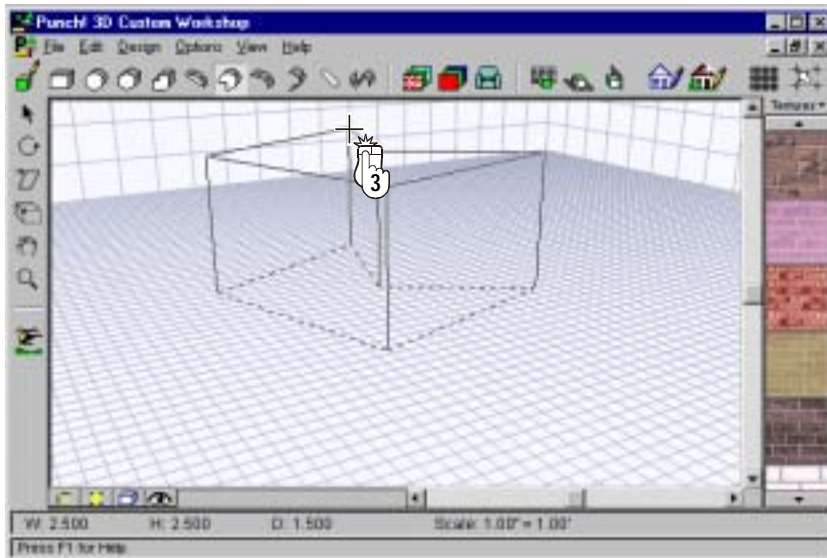 Punch! 3D Custom Workshop
File Edit Design Options View Help
Textures
3
W: 2.500 H: 2.500 D: 1.500 Scale: 1.00" = 1.00'
Press F1 for Help